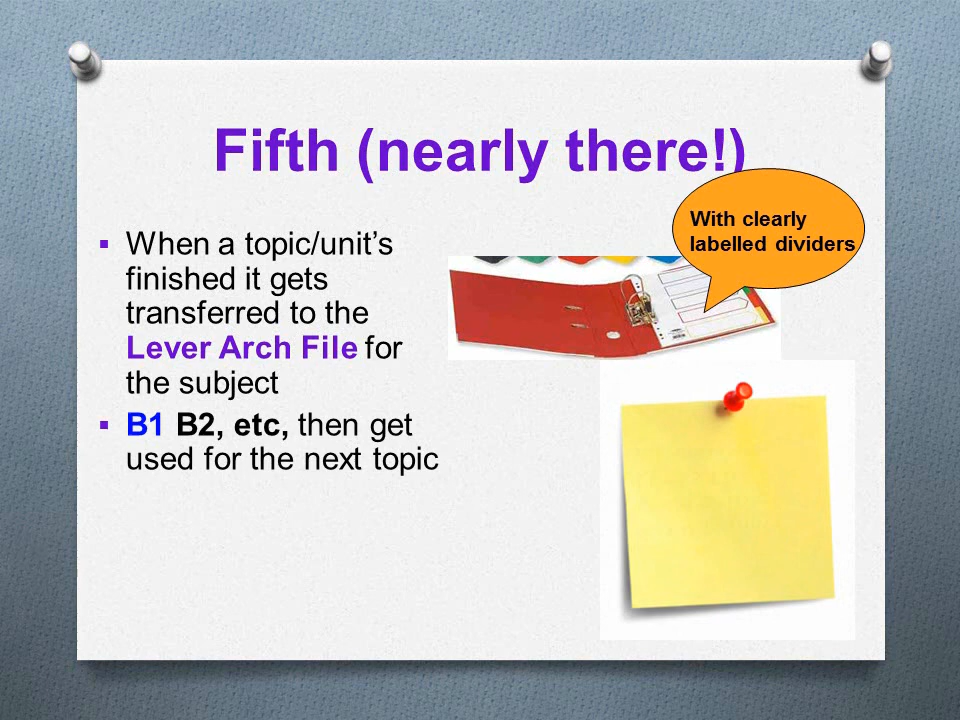 Fifth (nearly there!)
With clearly
labelled dividers
▪ When a topic/unit’s
finished it gets
transferred to the
Lever Arch File for
the subject
▪ B1 B2, etc, then get
used for the next topic